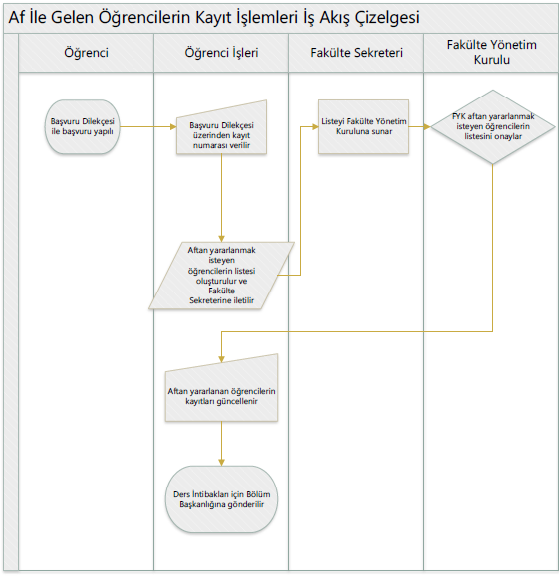 Af İle Gelen Öğrencilerin Kayıt İşlemleri İş Akış Çizelgesi
Öğrenci
Öğrenci İşleri
Fakülte Sekreteri
Fakülte Yönetim
Kurulu
Başvuru Dilekçesi
ile başvuru yapılı
Başvuru Dilekçesi
üzerinden kayıt
numarası verilir
Listeyi Fakülte Yönetim
Kuruluna sunar
FYK aftan yararlanmak
isteyen öğrencilerin
listesini onaylar
Aftan yararlanmak
isteyen
öğrencilerin listesi
oluşturulur ve
Fakülte
Sekreterine iletilir
Aftan yararlanan öğrencilerin
kayıtları güncellenir
Ders İntibakları için Bölüm
Başkanlığına gönderilir